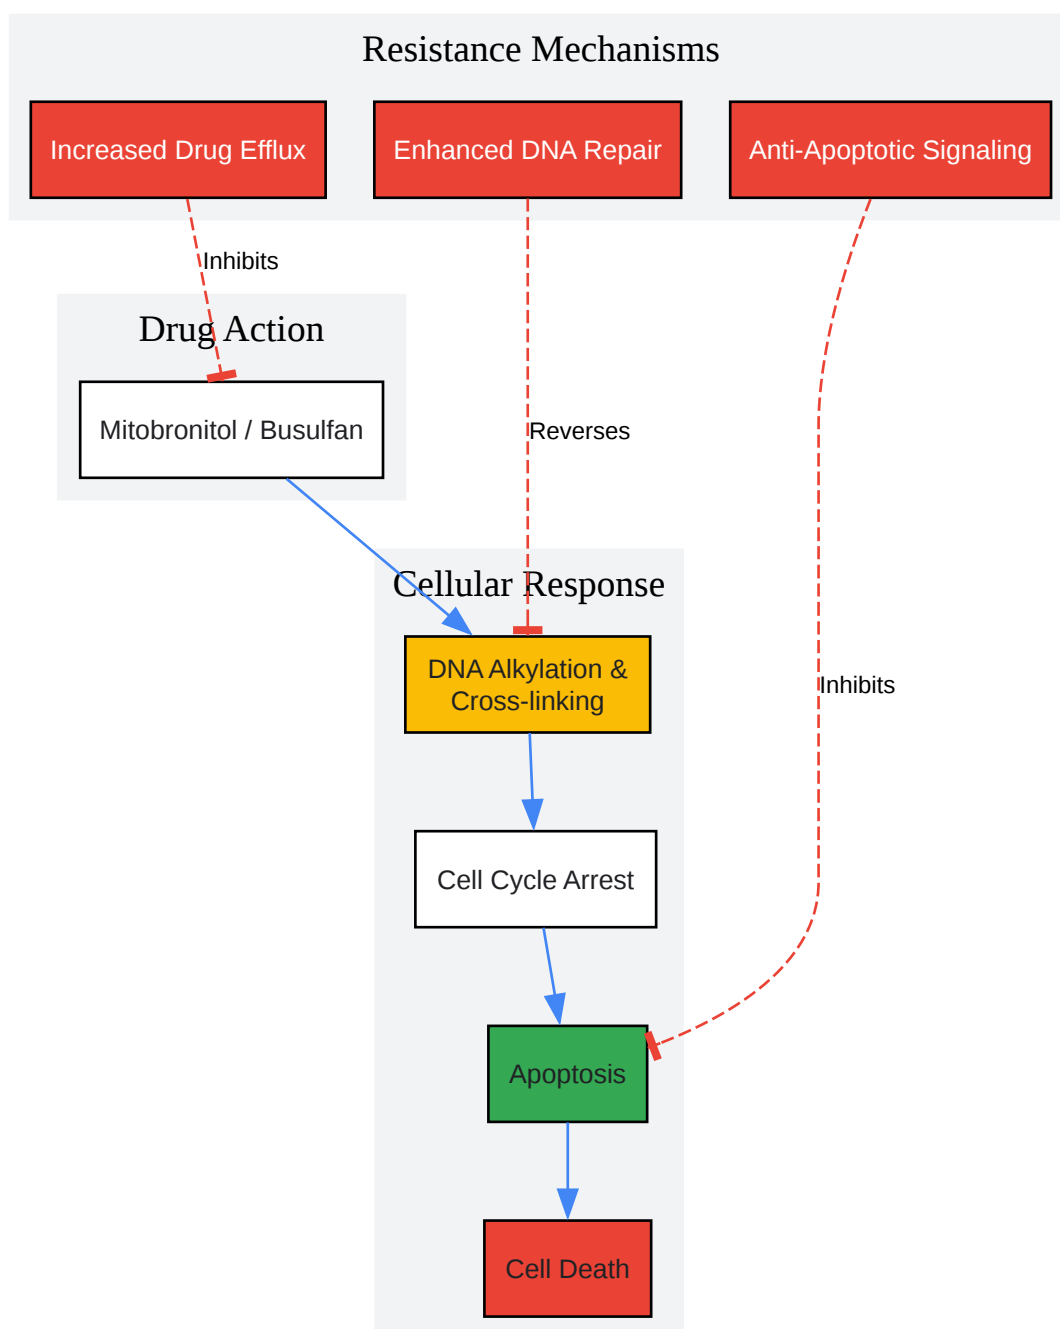 Resistance Mechanisms
Increased Drug Efflux
Enhanced DNA Repair
Anti-Apoptotic Signaling
Inhibits
Drug Action
Mitobronitol / Busulfan
Reverses
Cellular Response
DNA Alkylation &
Cross-linking
Inhibits
Cell Cycle Arrest
Apoptosis
Cell Death